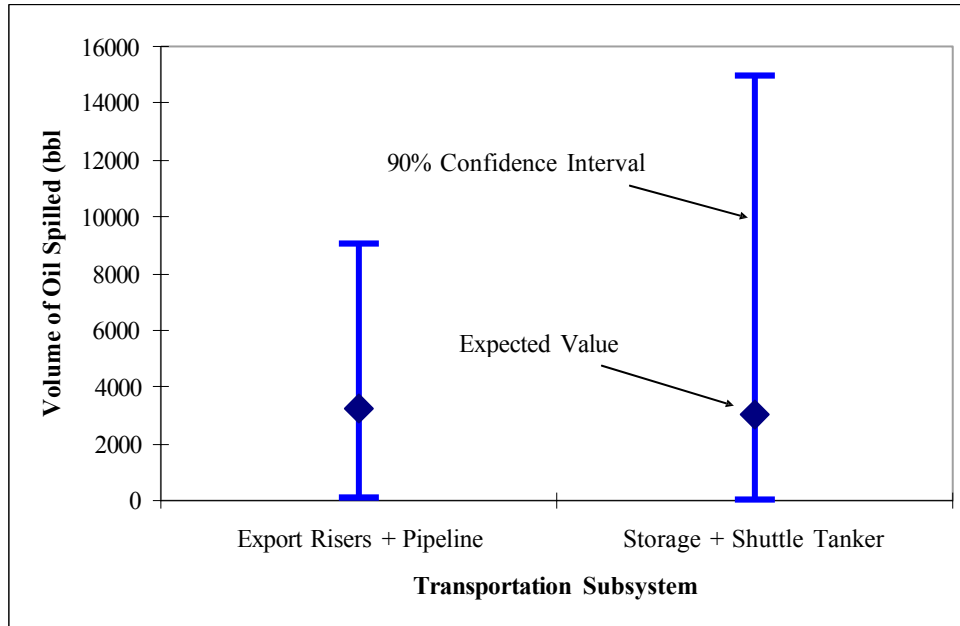 16000
14000
12000
10000
8000
6000
4000
2000
0
Volume of Oil Spilled (bbl
90% Confidence Interval
Expected Value
Export Risers + Pipeline
Storage + Shuttle Tanker
Transportation Subsystem